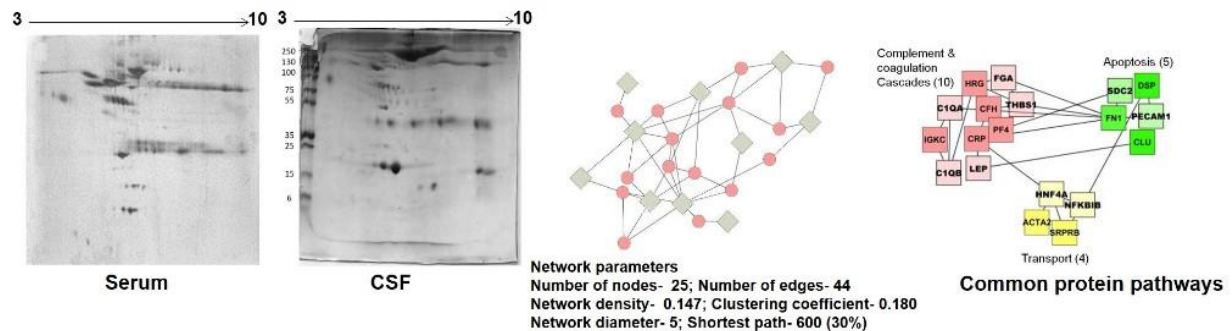 3
10
Serum
3
10
250
130
100
75
55
35
25
15
6
CSF
Network parameters
Number of nodes- 25; Number of edges- 44
Network density- 0.147; Clustering coefficient- 0.180
Network diameter- 5; Shortest path- 600 (30%)
Complement &
coagulation
Cascades (10)
Apoptosis (5)
HRG
FGA
SDC2
DSP
C1QA
CFH
THBS1
FN1
PECAM1
IGKC
CRP
PF4
CLU
C1QB
LEP
HNF4A
NFKBIB
ACTA2
SRPRB
Transport (4)
Common protein pathways